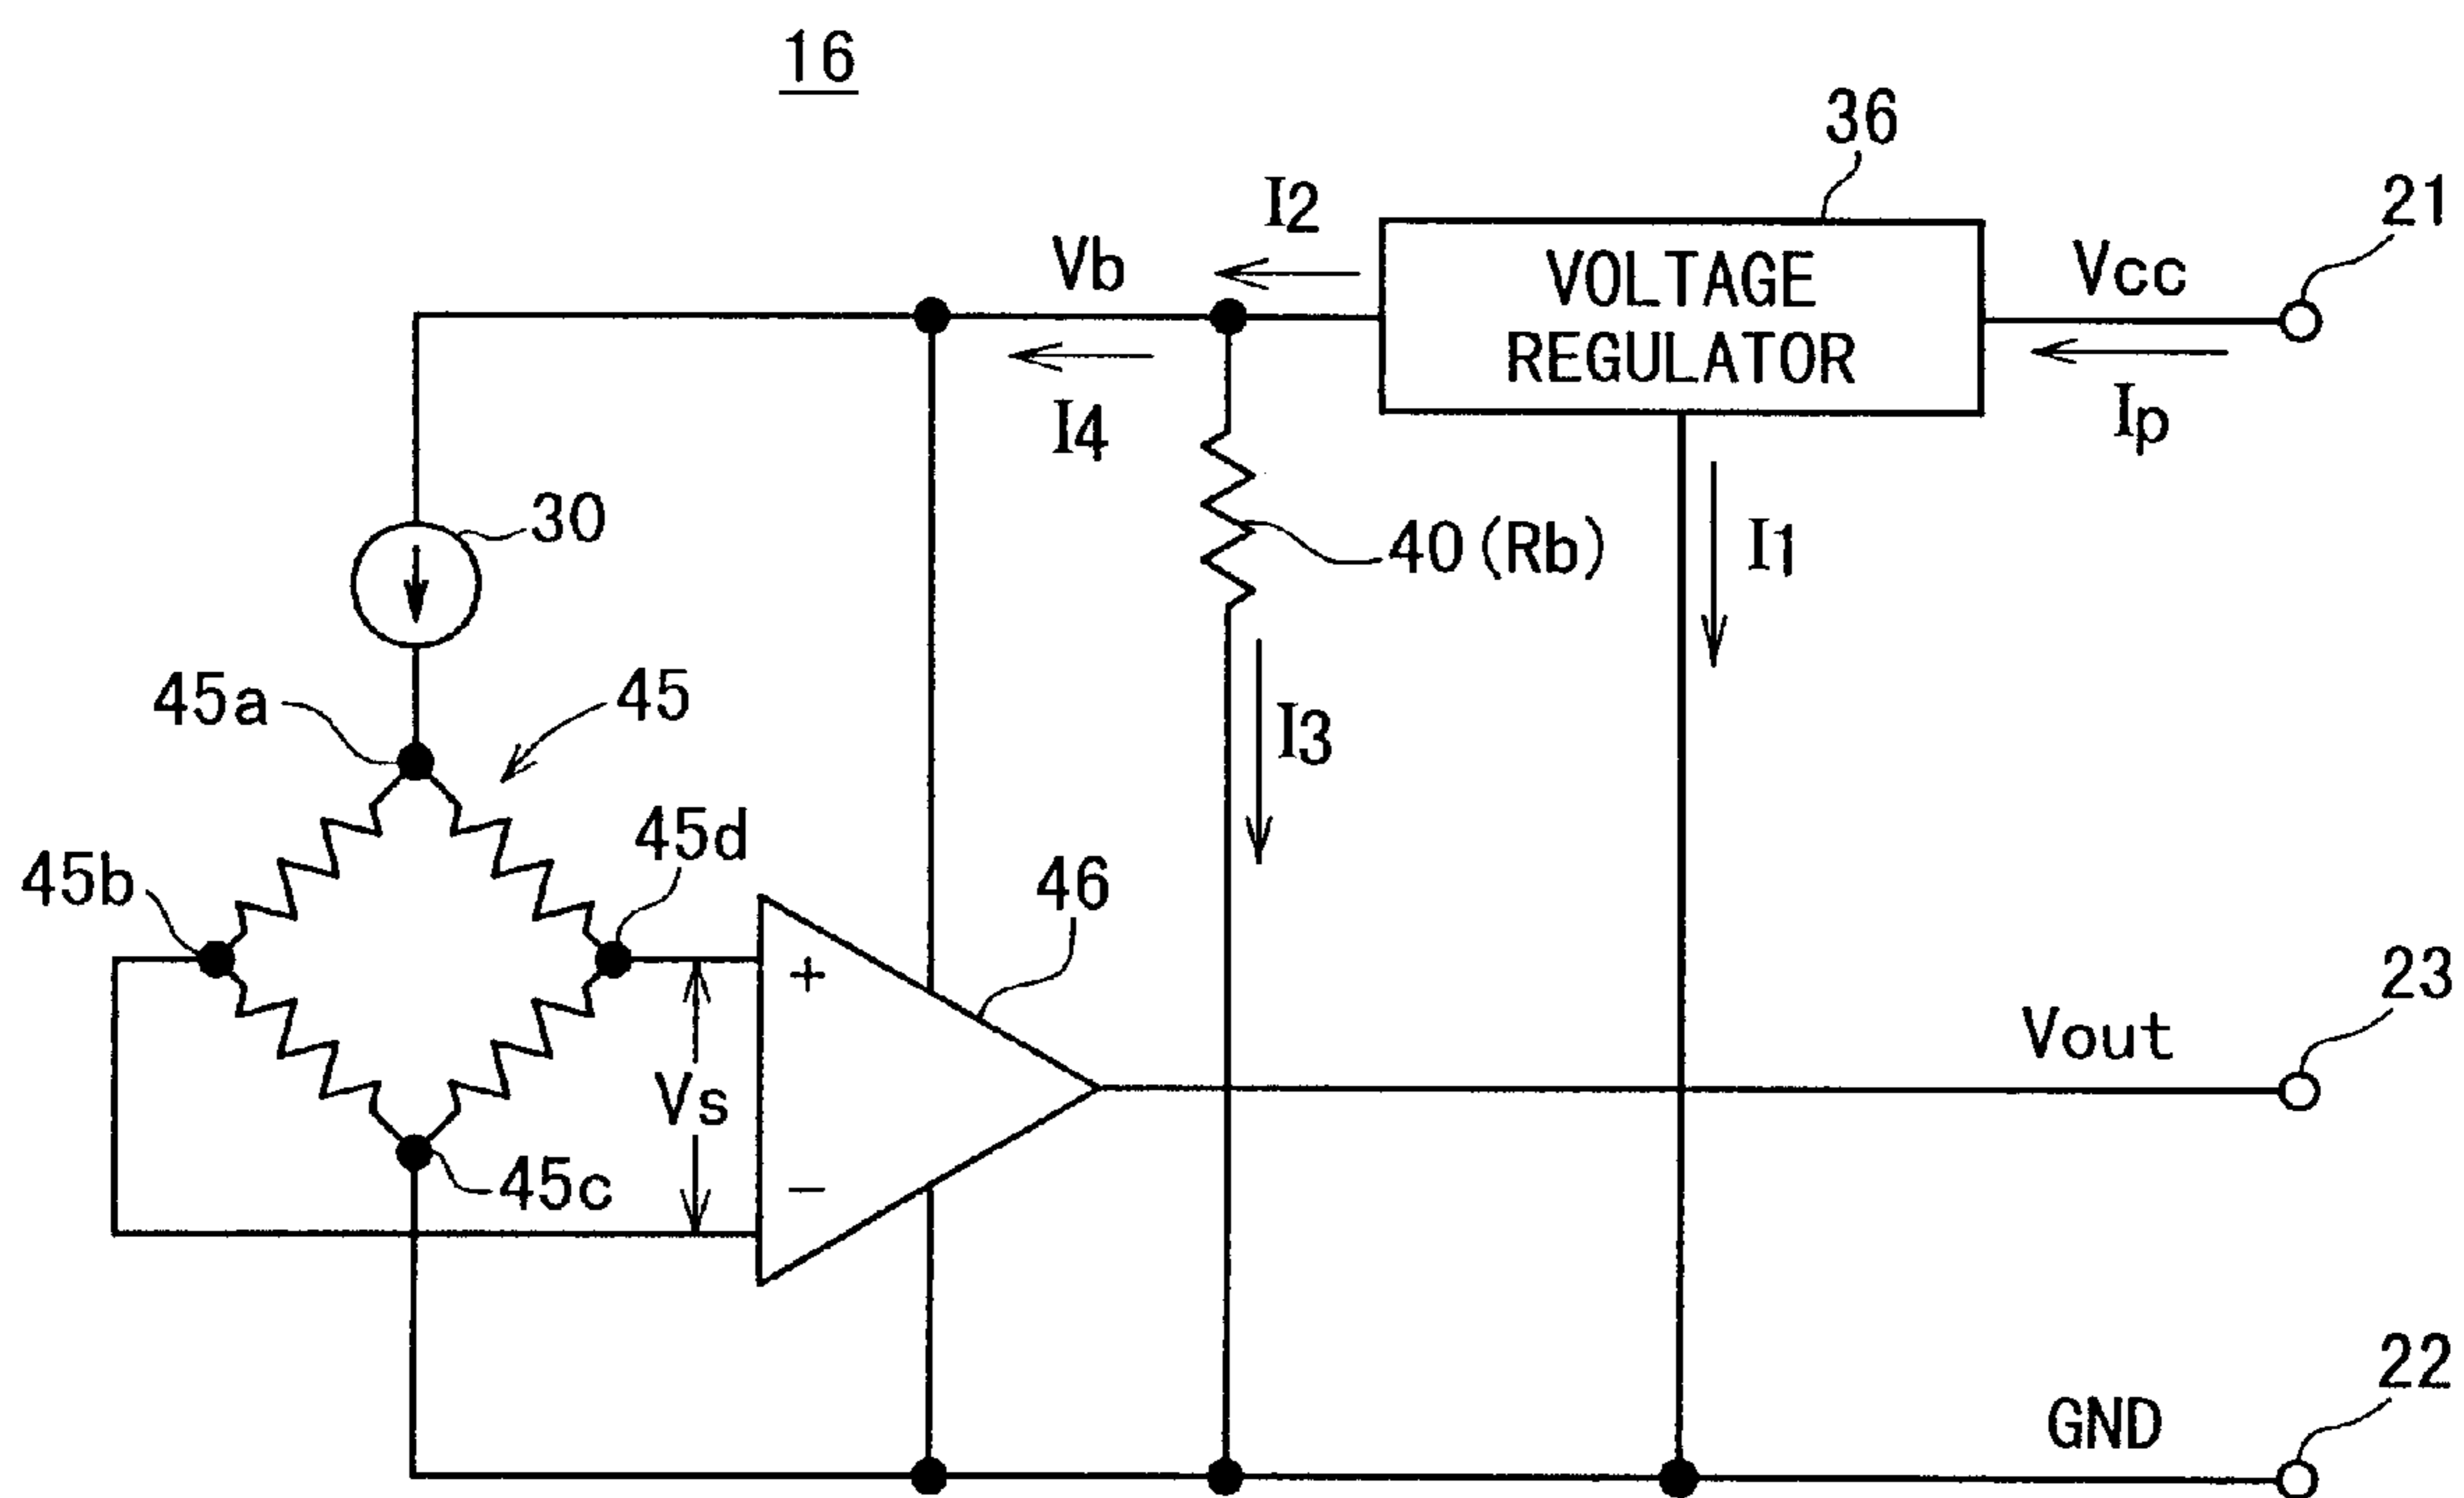 16
36
21
I2
Vb
VOLTAGE
REGULATOR
Vcc
I4
Ip
30
40(Rb)
I1
45a
45
I3
45d
45b
46
+
23
Vout
Vs
45c
−
22
GND